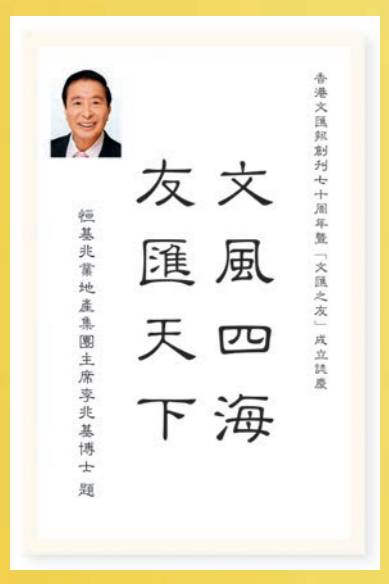 香港文匯報創刊七十周年暨「文匯之友」成立誌慶
文風四海
友匯天下
恒基兆業地產集團主席李兆基博士 題